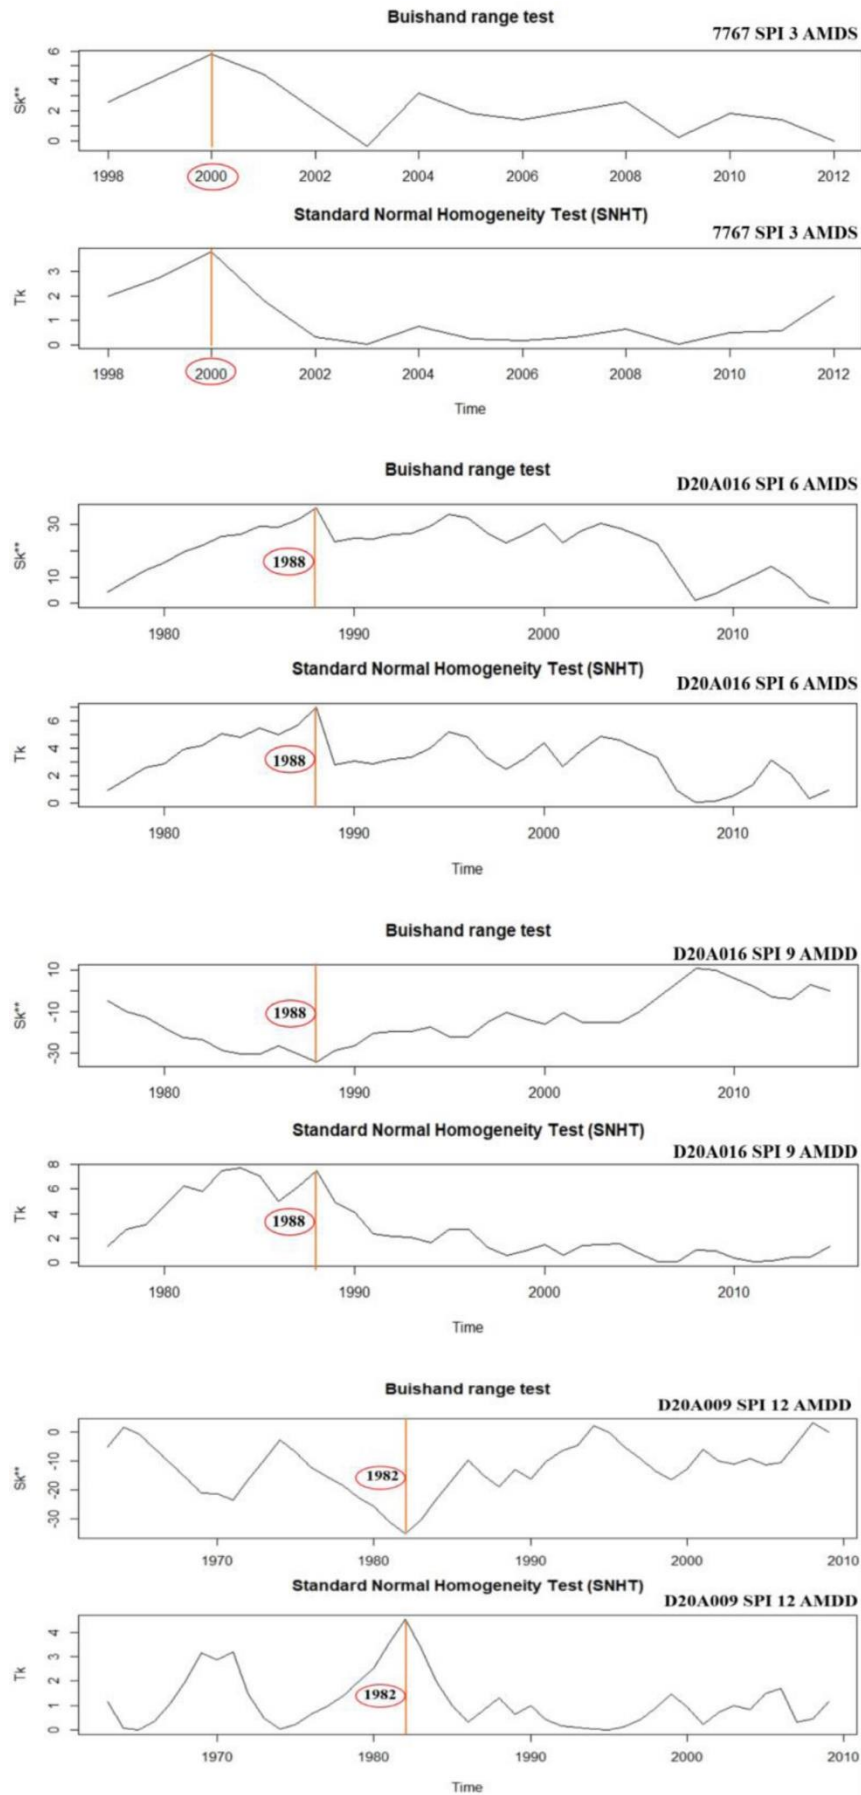 Buishand range test
7767 SPI 3 AMDS
Sk**
6
4
2
0
1998 2000 2002 2004 2006 2008 2010 2012
Standard Normal Homogeneity Test (SNHT)
7767 SPI 3 AMDS
Tk
3
2
1
0
1998 2000 2002 2004 2006 2008 2010 2012
Time
Buishand range test
D20A016 SPI 6 AMDS
Sk**
30
10
0
1988
1980 1990 2000 2010
Standard Normal Homogeneity Test (SNHT)
D20A016 SPI 6 AMDS
Tk
6
4
2
0
1988
1980 1990 2000 2010
Time
Buishand range test
D20A016 SPI 9 AMDD
Sk**
10
-10
-30
1988
1980 1990 2000 2010
Standard Normal Homogeneity Test (SNHT)
D20A016 SPI 9 AMDD
Tk
8
6
4
2
0
1988
1980 1990 2000 2010
Time
Buishand range test
D20A009 SPI 12 AMDD
Sk**
0
-10
-20
-30
1982
1970 1980 1990 2000 2010
Standard Normal Homogeneity Test (SNHT)
D20A009 SPI 12 AMDD
Tk
4
3
2
1
0
1982
1970 1980 1990 2000 2010
Time